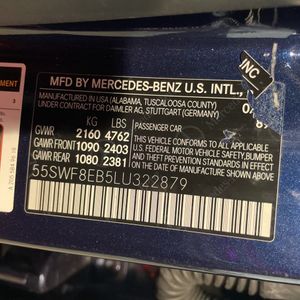 MFD BY MERCEDES-BENZ U.S. INTL.,
INC
MANUFACTURED IN USA (ALABAMA, TUSCALOOSA COUNTY)
UNDER CONTRACT FOR DAIMLER AG, STUTTGART (GERMANY)
KG LBS
GVWR 2160 4762
GAWR FRONT 1090 2403
GAWR REAR 1080 2381
PASSENGER CAR
THIS VEHICLE CONFORMS TO ALL
APPLICABLE U.S. FEDERAL
MOTOR VEHICLE SAFETY, BUMPER,
AND THEFT PREVENTION STANDARDS
IN EFFECT ON THE DATE OF
MANUFACTURE SHOWN ABOVE.
55SWF8EB5LU322879